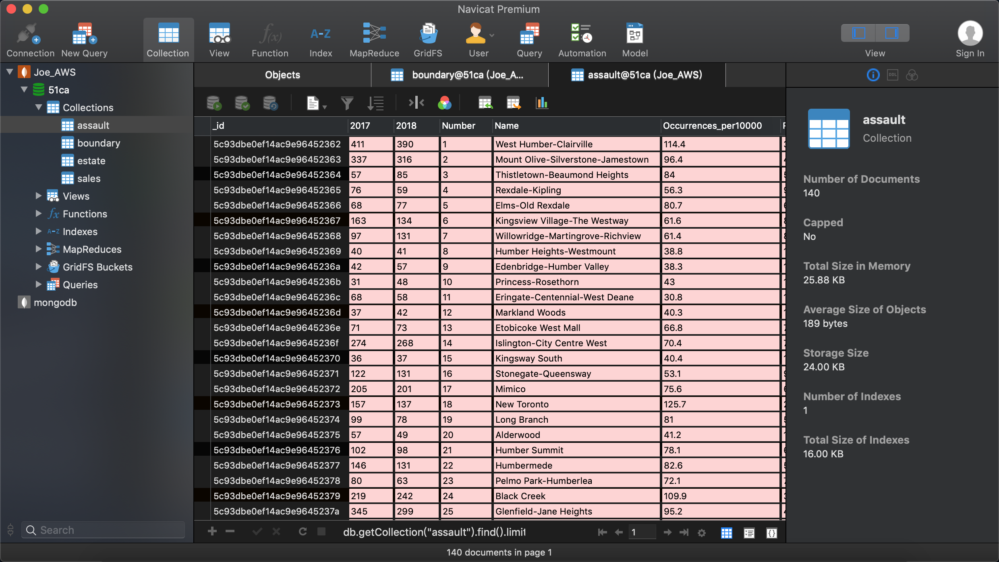 Navicat Premium
Connection New Query Collection View Function Index MapReduce GridFS User Query Automation Model View Sign In
f(x) A-Z
Joe_AWS
51ca
Collections
assault
boundary
estate
sales
Views
fx Functions
A-Z Indexes
MapReduces
GridFS Buckets
Queries
mongodb
Search
Objects boundary@51ca (Joe_A... assault@51ca (Joe_AWS)
_id 2017 2018 Number Name Occurrences_per10000
5c93dbe0ef14ac9e96452362 411 390 1 West Humber-Clairville 114.4
5c93dbe0ef14ac9e96452363 337 316 2 Mount Olive-Silverstone-Jamestown 96.4
5c93dbe0ef14ac9e96452364 57 85 3 Thistletown-Beaumond Heights 84
5c93dbe0ef14ac9e96452365 76 59 4 Rexdale-Kipling 56.3
5c93dbe0ef14ac9e96452366 68 77 5 Elms-Old Rexdale 80.7
5c93dbe0ef14ac9e96452367 163 134 6 Kingsview Village-The Westway 61.6
5c93dbe0ef14ac9e96452368 97 131 7 Willowridge-Martingrove-Richview 61.4
5c93dbe0ef14ac9e96452369 40 41 8 Humber Heights-Westmount 38.8
5c93dbe0ef14ac9e9645236a 42 57 9 Edenbridge-Humber Valley 38.3
5c93dbe0ef14ac9e9645236b 31 48 10 Princess-Rosethorn 43
5c93dbe0ef14ac9e9645236c 68 58 11 Eringate-Centennial-West Deane 30.8
5c93dbe0ef14ac9e9645236d 37 42 12 Markland Woods 40.3
5c93dbe0ef14ac9e9645236e 71 73 13 Etobicoke West Mall 66.8
5c93dbe0ef14ac9e9645236f 274 268 14 Islington-City Centre West 70.4
5c93dbe0ef14ac9e96452370 36 37 15 Kingsway South 40.4
5c93dbe0ef14ac9e96452371 122 131 16 Stonegate-Queensway 53.1
5c93dbe0ef14ac9e96452372 205 201 17 Mimico 75.6
5c93dbe0ef14ac9e96452373 157 137 18 New Toronto 125.7
5c93dbe0ef14ac9e96452374 99 78 19 Long Branch 81
5c93dbe0ef14ac9e96452375 57 49 20 Alderwood 41.2
5c93dbe0ef14ac9e96452376 102 98 21 Humber Summit 78.1
5c93dbe0ef14ac9e96452377 146 131 22 Humbermede 82.6
5c93dbe0ef14ac9e96452378 80 63 23 Pelmo Park-Humberlea 72.1
5c93dbe0ef14ac9e96452379 219 242 24 Black Creek 109.9
5c93dbe0ef14ac9e9645237a 345 299 25 Glenfield-Jane Heights 95.2
db.getCollection("assault").find().limit
1
DDL
assault
Collection
Number of Documents
140
Capped
No
Total Size in Memory
25.88 KB
Average Size of Objects
189 bytes
Storage Size
24.00 KB
Number of Indexes
1
Total Size of Indexes
16.00 KB
140 documents in page 1